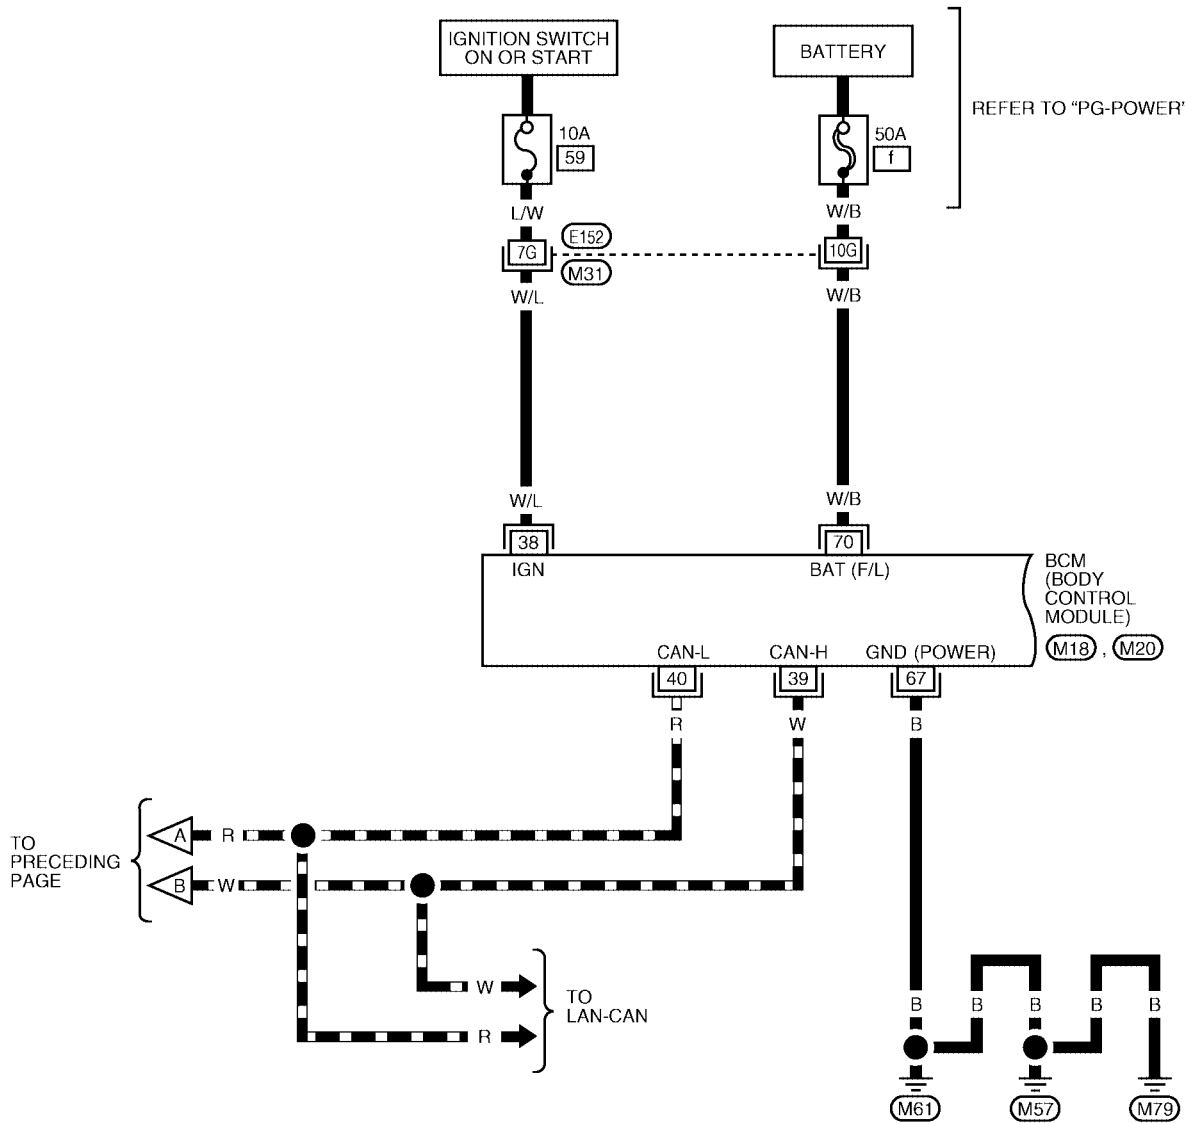 IGNITION SWITCH
ON OR START
BATTERY
REFER TO “PG-POWER’
10A
59
50A
f
L/W
W/B
E152
7G
10G
M31
W/L
W/B
W/L
W/B
38
70
IGN
BAT (F/L)
BCM
(BODY
CONTROL
MODULE)
M18 , M20
CAN-L
CAN-H
GND (POWER)
40
39
67
R
W
B
TO
PRECEDING
PAGE
A
R
B
W
W
R
TO
LAN-CAN
B
B
B
B
B
M61
M57
M79